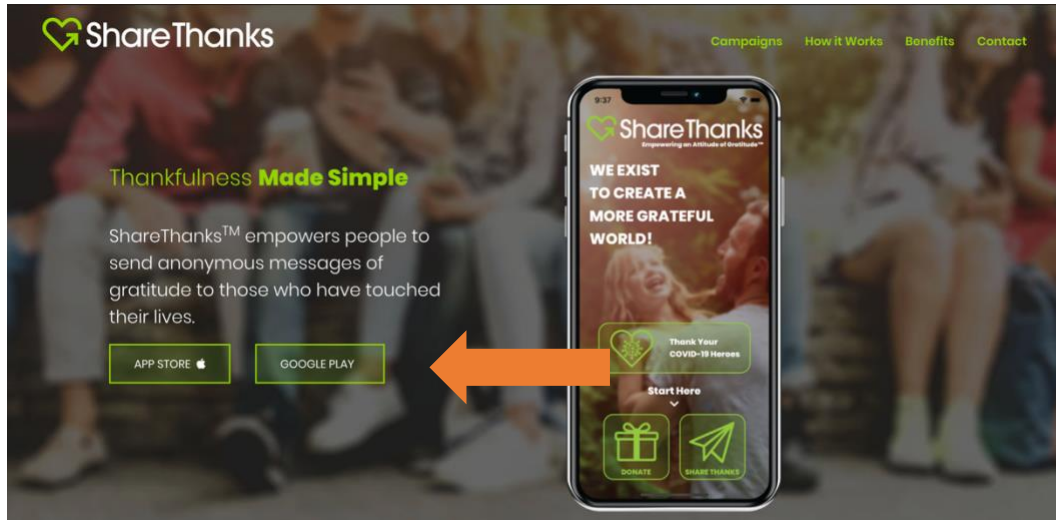 ShareThanks
Campaigns How it Works Benefits Contact
Thankfulness Made Simple
ShareThanks™ empowers people to
send anonymous messages of
gratitude to those who have touched
their lives.
APP STORE
GOOGLE PLAY
9:37
ShareThanks
Empowering an Attitude of Gratitude™
WE EXIST
TO CREATE A
MORE GRATEFUL
WORLD!
Thank Your
COVID-19 Heroes
Start Here
DONATE
SHARE THANKS